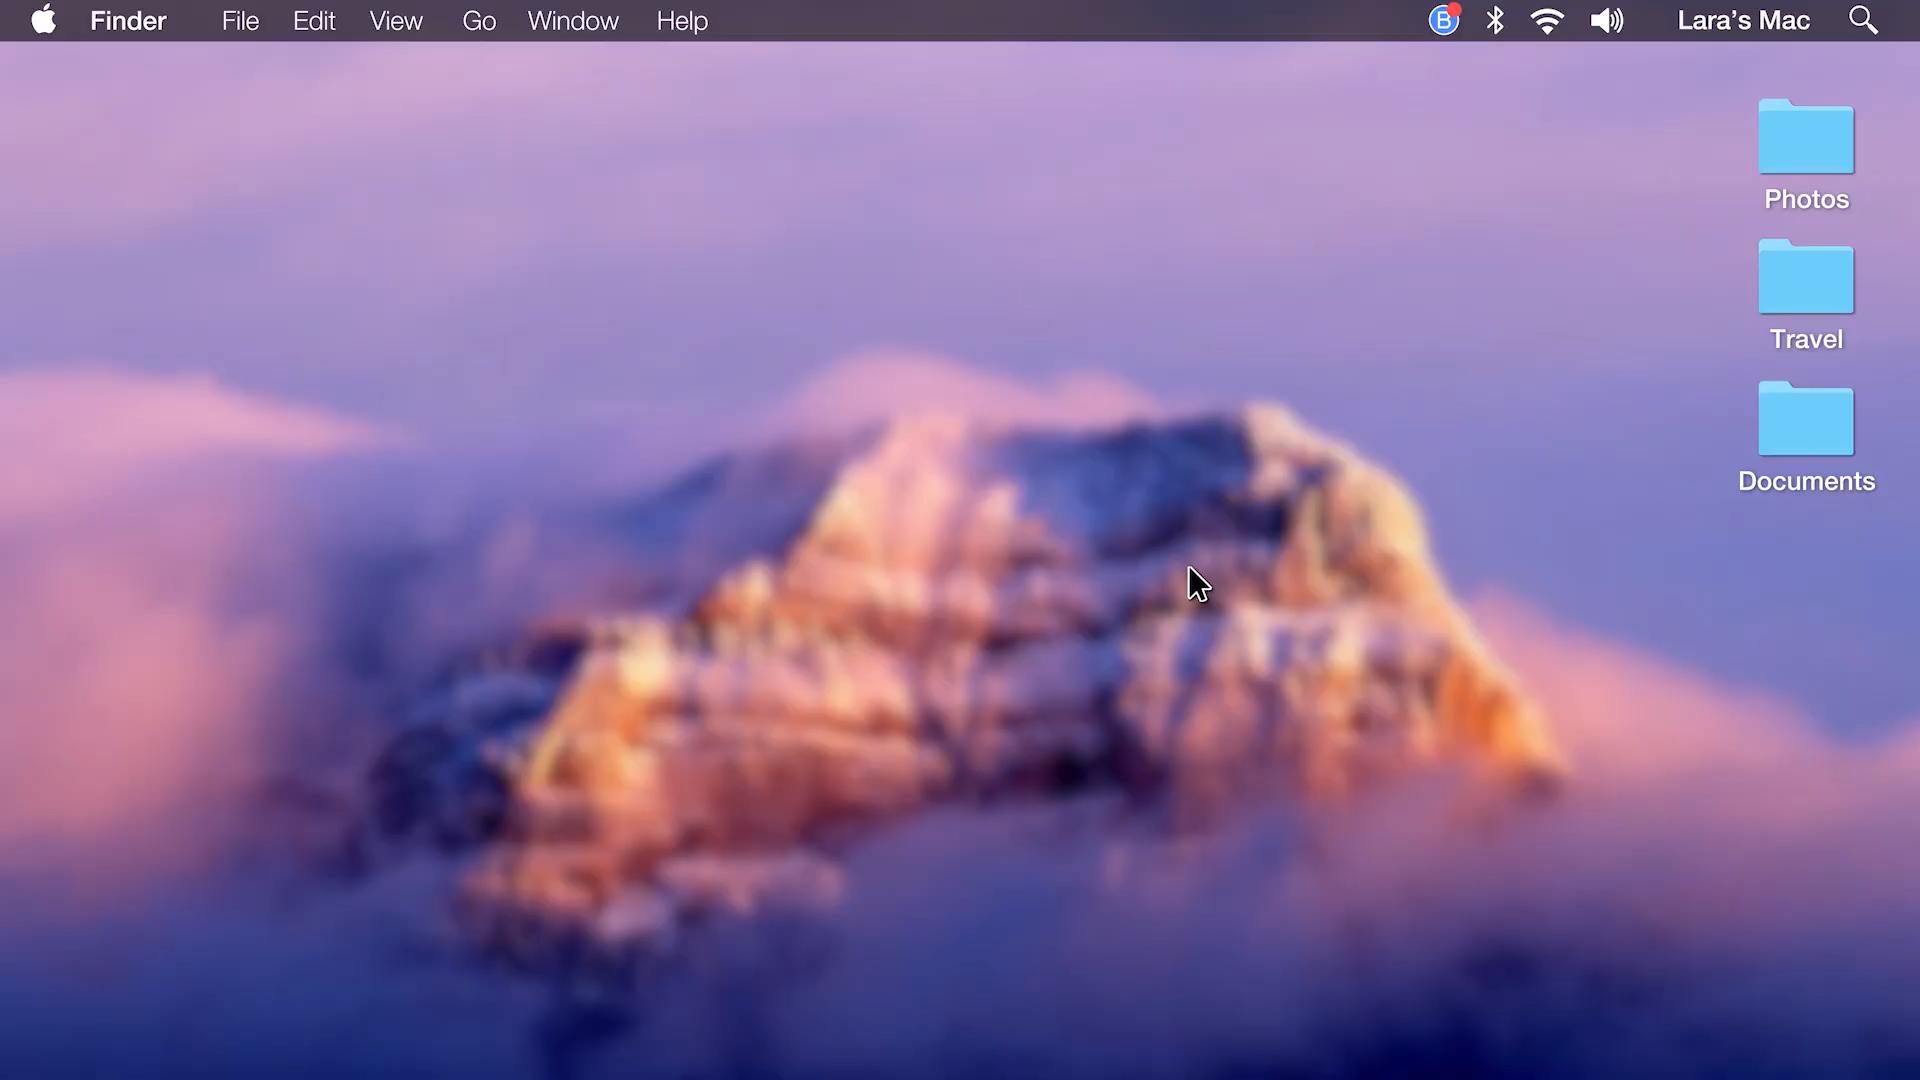 Finder File Edit View Go Window Help B Lara’s Mac
Photos
Travel
Documents